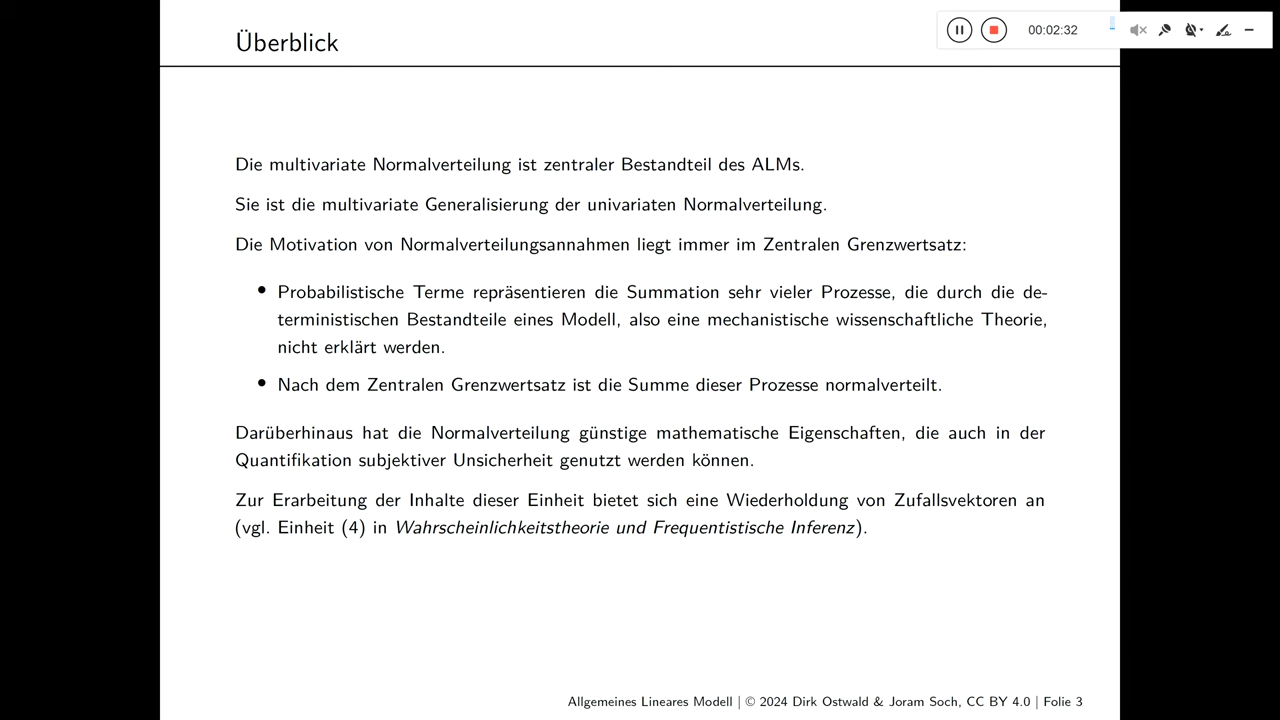 Überblick
00:02:32
Die multivariate Normalverteilung ist zentraler Bestandteil des ALMs.
Sie ist die multivariate Generalisierung der univariaten Normalverteilung.
Die Motivation von Normalverteilungsannahmen liegt immer im Zentralen Grenzwertsatz:
• Probabilistische Terme repräsentieren die Summation sehr vieler Prozesse, die durch die de-
terministischen Bestandteile eines Modell, also eine mechanistische wissenschaftliche Theorie,
nicht erklärt werden.
• Nach dem Zentralen Grenzwertsatz ist die Summe dieser Prozesse normalverteilt.
Darüberhinaus hat die Normalverteilung günstige mathematische Eigenschaften, die auch in der
Quantifikation subjektiver Unsicherheit genutzt werden können.
Zur Erarbeitung der Inhalte dieser Einheit bietet sich eine Wiederholdung von Zufallsvektoren an
(vgl. Einheit (4) in Wahrscheinlichkeitstheorie und Frequentistische Inferenz).
Allgemeines Lineares Modell | © 2024 Dirk Ostwald & Joram Soch, CC BY 4.0 | Folie 3